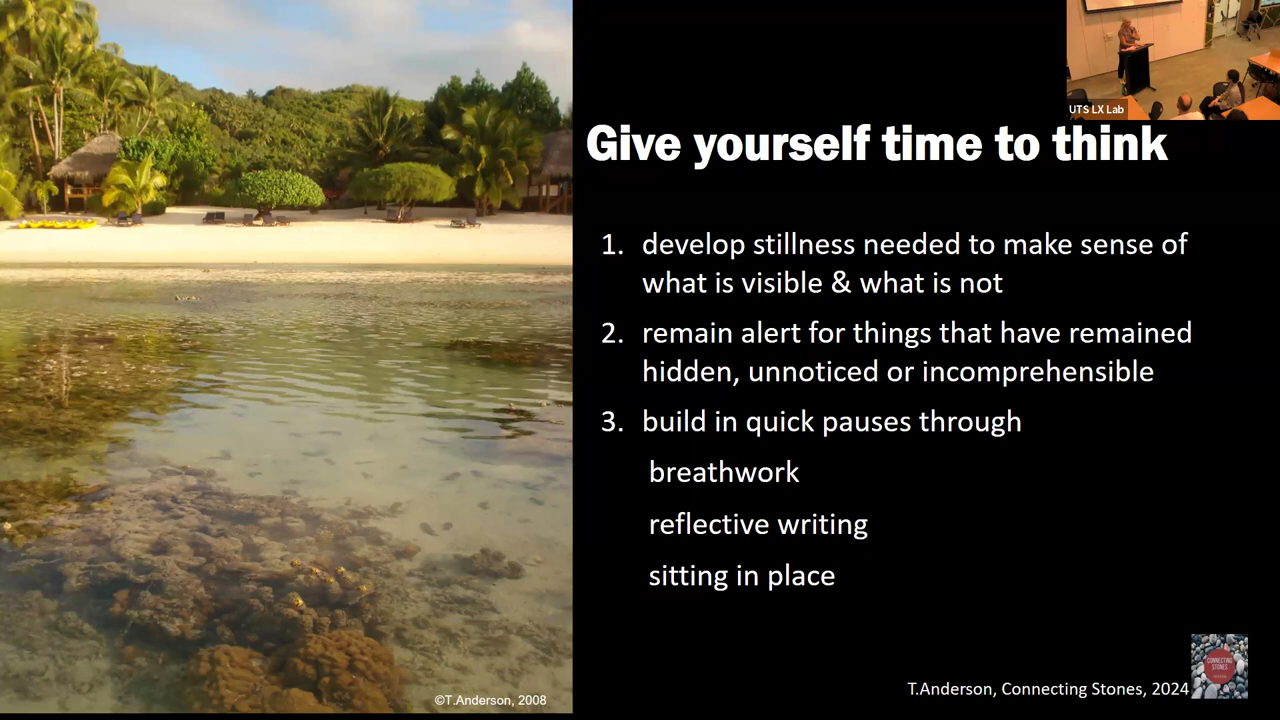 UTS LX Lab
Give yourself time to think
1. develop stillness needed to make sense of
what is visible & what is not
2. remain alert for things that have remained
hidden, unnoticed or incomprehensible
3. build in quick pauses through
breathwork
reflective writing
sitting in place
©T.Anderson, 2008
T.Anderson, Connecting Stones, 2024
CONNECTING
STONES